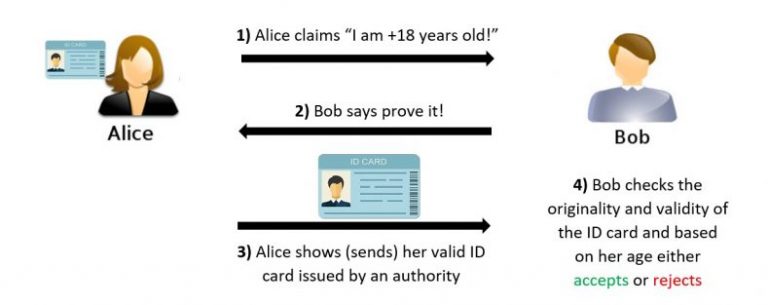 ID CARD
1) Alice claims “I am +18 years old!”
2) Bob says prove it!
Alice
Bob
ID CARD
3) Alice shows (sends) her valid ID
card issued by an authority
4) Bob checks the
originality and validity of
the ID card and based
on her age either
accepts or rejects